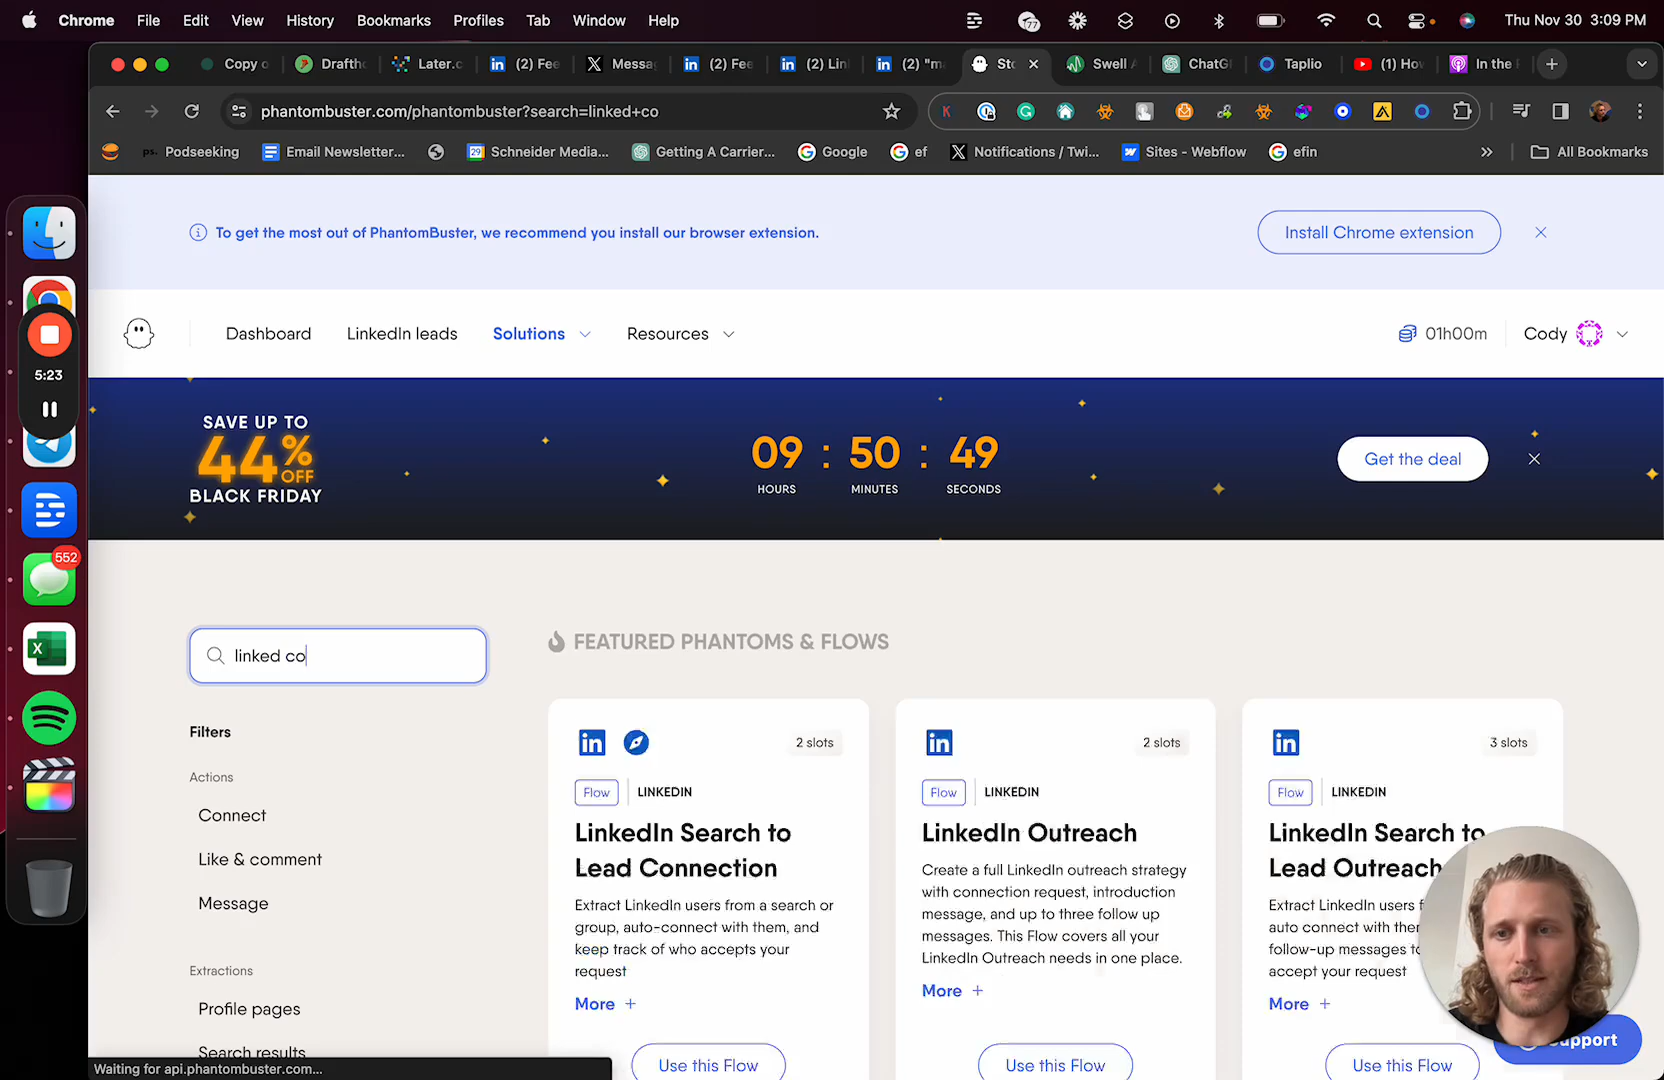 Chrome File Edit View History Bookmarks Profiles Tab Window Help
77
Thu Nov 30 3:09 PM
Copy o
Drafth
Later.c
(2) Fee
Messag
(2) Fee
(2) Lin
(2) "ma
Sto
Swell A
ChatG
Taplio
(1) Hov
In the
phantombuster.com/phantombuster?search=linked+co
ps. Podseeking
Email Newsletter...
Schneider Media...
Getting A Carrier...
Google
ef
Notifications / Twi...
Sites - Webflow
efin
All Bookmarks
To get the most out of PhantomBuster, we recommend you install our browser extension.
Install Chrome extension
Dashboard
LinkedIn leads
Solutions
Resources
01h00m
Cody
5:23
552
SAVE UP TO
44% OFF
BLACK FRIDAY
09 : 50 : 49
HOURS MINUTES SECONDS
Get the deal
linked co
Filters
Actions
Connect
Like & comment
Message
Extractions
Profile pages
Search results
FEATURED PHANTOMS & FLOWS
2 slots
Flow LINKEDIN
LinkedIn Search to
Lead Connection
Extract LinkedIn users from a search or
group, auto-connect with them, and
keep track of who accepts your
request
More +
Use this Flow
2 slots
Flow LINKEDIN
LinkedIn Outreach
Create a full LinkedIn outreach strategy
with connection request, introduction
message, and up to three follow up
messages. This Flow covers all your
LinkedIn Outreach needs in one place.
More +
Use this Flow
3 slots
Flow LINKEDIN
LinkedIn Search to
Lead Outreach
Extract LinkedIn users
auto connect with
follow-up messages
accept your request
More +
Use this Flow
Support
Waiting for api.phantombuster.com...